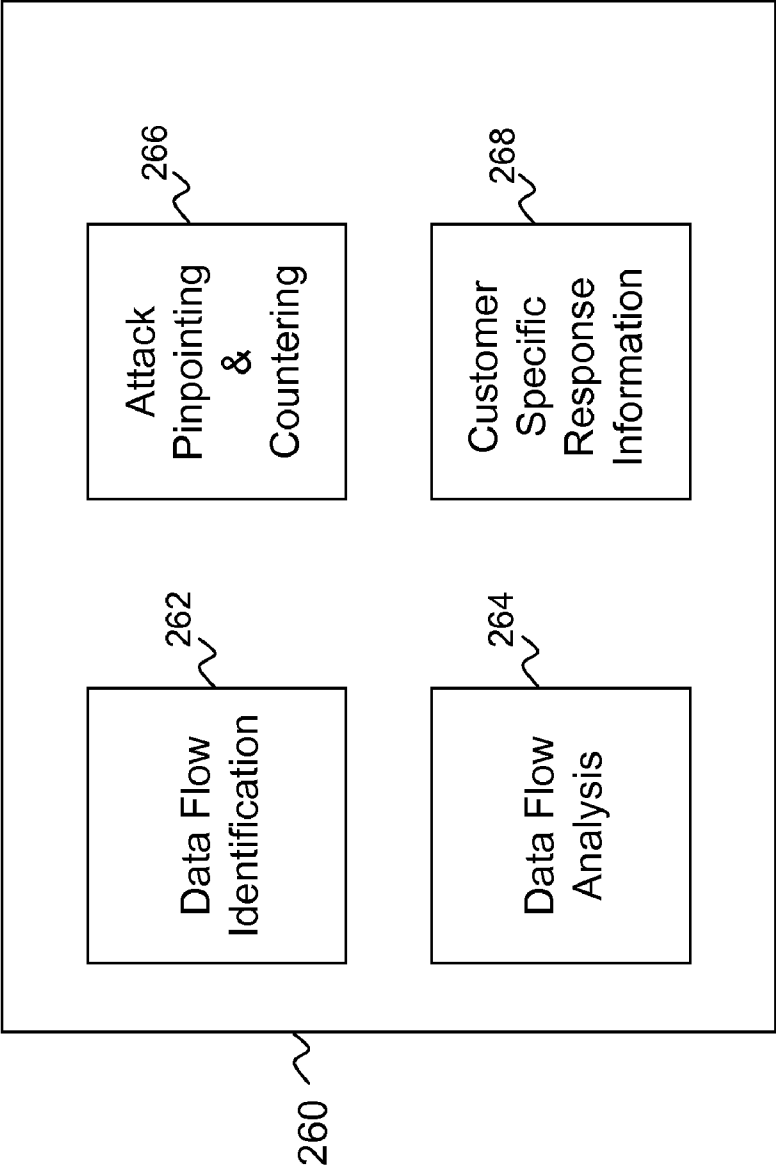 260
Data Flow
Identification
262
Attack
Pinpointing
&
Countering
266
Data Flow
Analysis
264
Customer
Specific
Response
Information
268